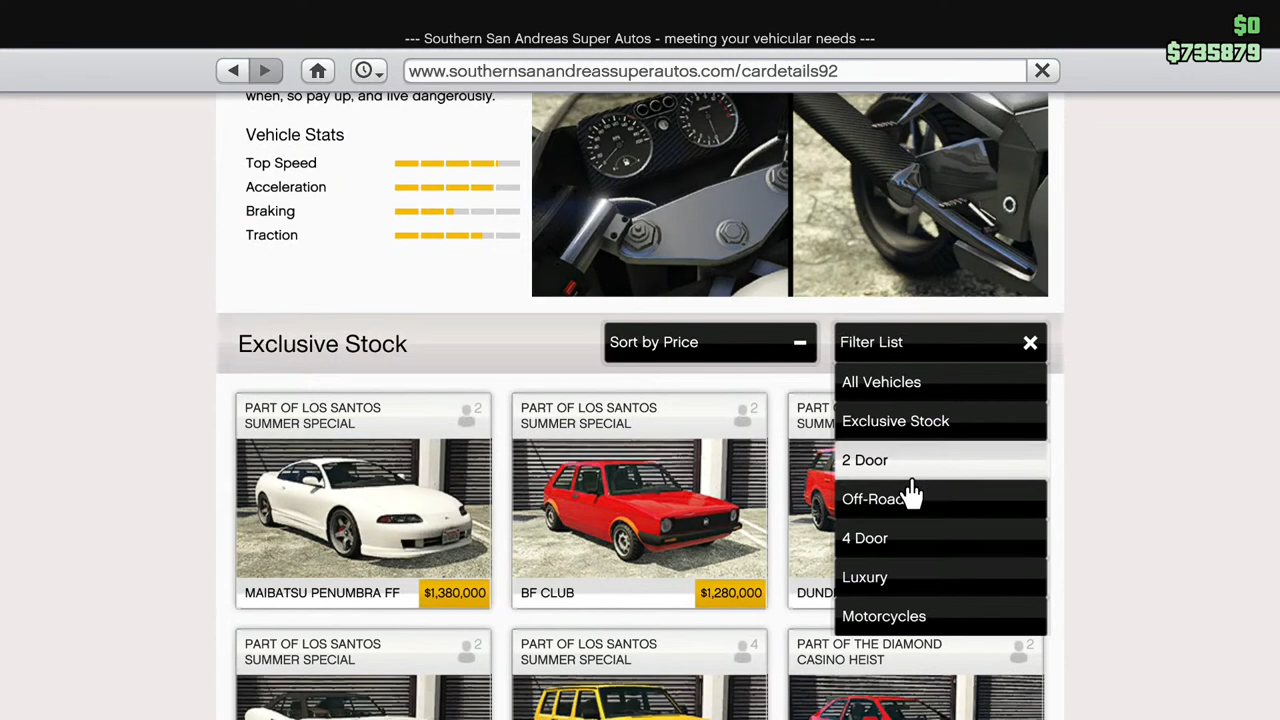 --- Southern San Andreas Super Autos - meeting your vehicular needs ---
$0
$735879
www.southernsanandreassuperautos.com/cardetails92
when, so pay up, and live dangerously.
Vehicle Stats
Top Speed
Acceleration
Braking
Traction
Exclusive Stock
Sort by Price
Filter List
All Vehicles
Exclusive Stock
2 Door
Off-Road
4 Door
Luxury
Motorcycles
PART OF LOS SANTOS
SUMMER SPECIAL
2
MAIBATSU PENUMBRA FF
$1,380,000
PART OF LOS SANTOS
SUMMER SPECIAL
2
BF CLUB
$1,280,000
PART
PART OF LOS SANTOS
SUMMER SPECIAL
2
PART OF LOS SANTOS
SUMMER SPECIAL
4
PART OF THE DIAMOND
CASINO HEIST
2